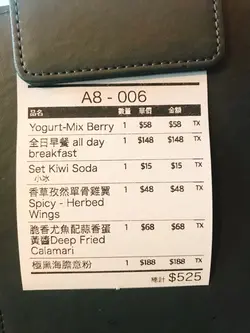 A8 - 006
品名 數量 單價 金額
Yogurt-Mix Berry 1 $58 $58 TX
全日早餐 all day 1 $148 $148 TX
breakfast
Set Kiwi Soda 1 $15 $15 TX
小冰
香草孜然單骨雞翼 1 $48 $48 TX
Spicy - Herbed
Wings
脆香尤魚配蒜香蛋 1 $68 $68 TX
黃醬Deep Fried
Calamari
極黑海膽意粉 1 $188 $188 TX
總計 $525